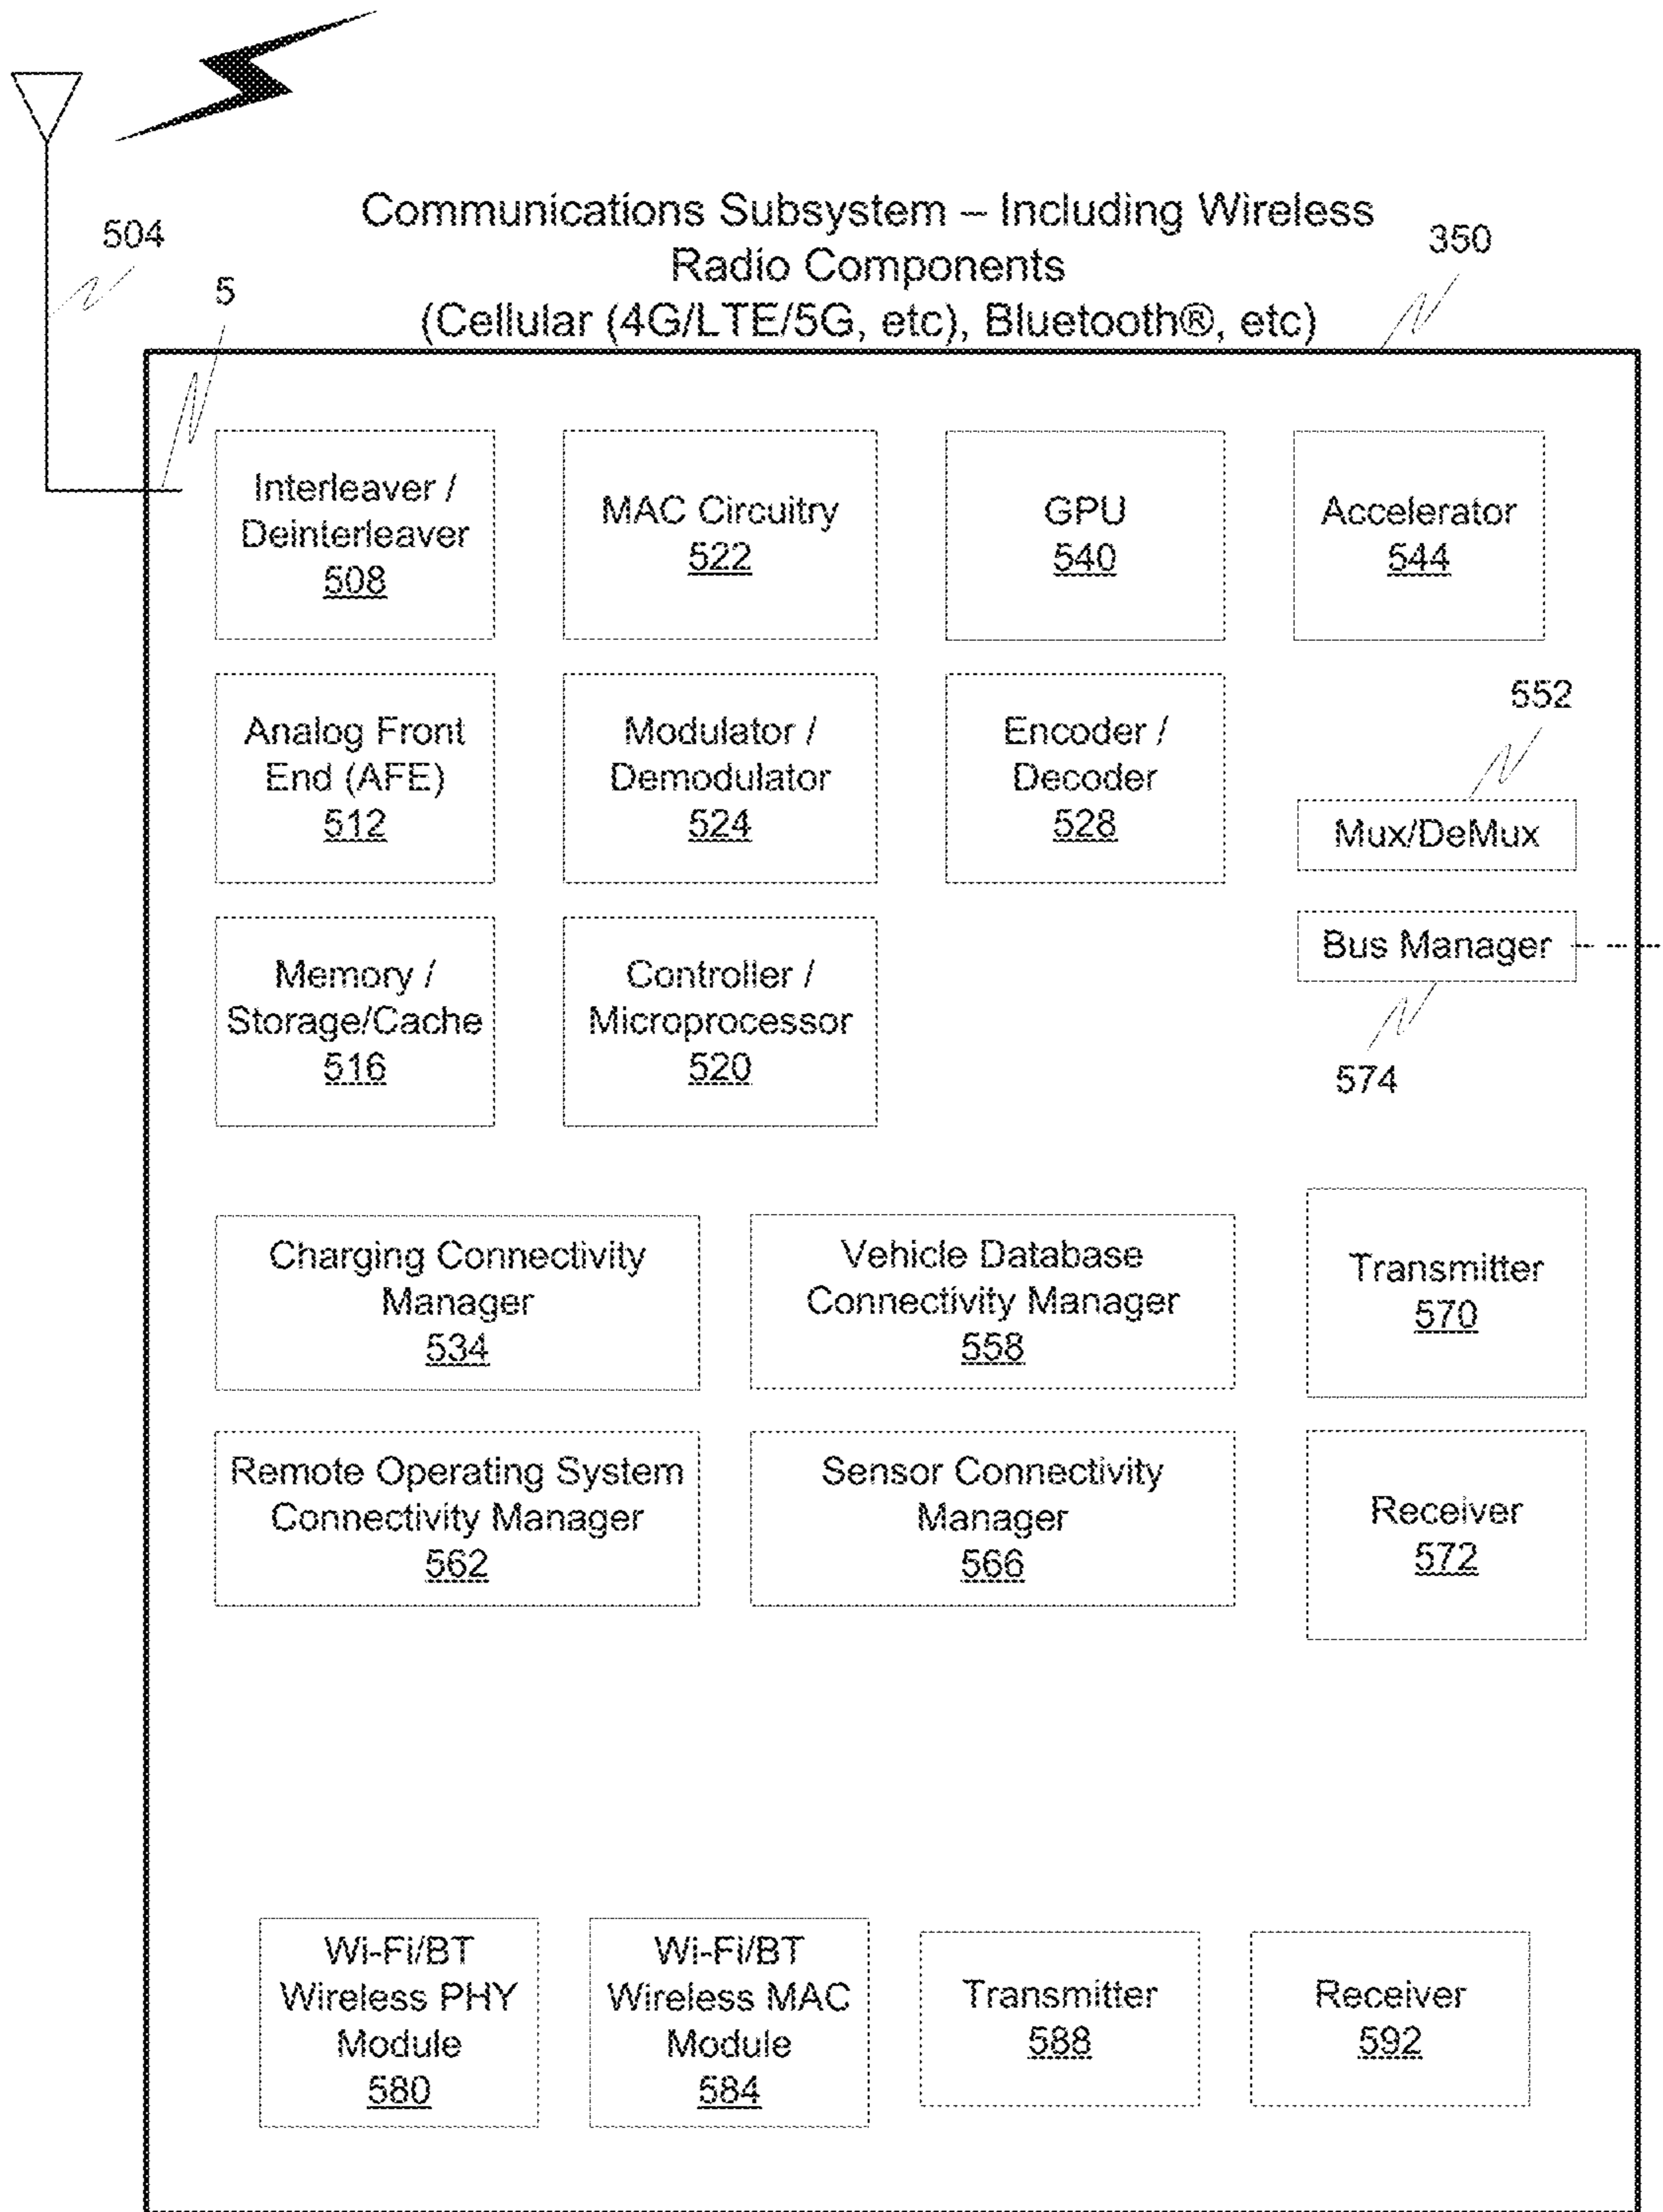 Communications Subsystem – Including Wireless
Radio Components
(Cellular (4G/LTE/5G, etc), Bluetooth®, etc)
504
5
350
Interleaver /
Deinterleaver
508
MAC Circuitry
522
GPU
540
Accelerator
544
Analog Front
End (AFE)
512
Modulator /
Demodulator
524
Encoder /
Decoder
528
552
Mux/DeMux
Memory /
Storage/Cache
516
Controller /
Microprocessor
520
Bus Manager
574
Charging Connectivity
Manager
534
Vehicle Database
Connectivity Manager
558
Transmitter
570
Remote Operating System
Connectivity Manager
562
Sensor Connectivity
Manager
566
Receiver
572
Wi-Fi/BT
Wireless PHY
Module
580
Wi-Fi/BT
Wireless MAC
Module
584
Transmitter
588
Receiver
592